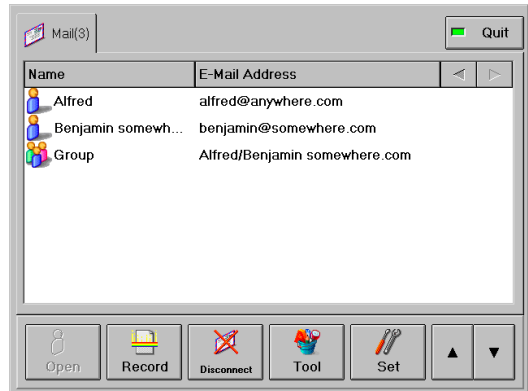 Mail(3)
Quit
Name E-Mail Address
Alfred alfred@anywhere.com
Benjamin somewh... benjamin@somewhere.com
Group Alfred/Benjamin somewhere.com
Open Record Disconnect Tool Set